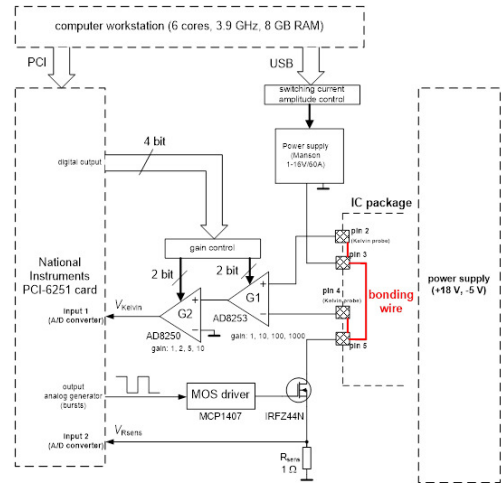 computer workstation (6 cores, 3.9 GHz, 8 GB RAM)
PCI
USB
switching current
amplitude control
4 bit
digital output
Power supply
(Manson
1-16V/60A)
IC package
gain control
pin 2
(Kelvin probe)
pin 3
2 bit
2 bit
National
Instruments
PCI-6251 card
power supply
(+18 V, -5 V)
pin 4
(Kelvin probe)
bonding
wire
G1
G2
+
-
+
-
Input 1
(A/D converter)
VKelvin
AD8253
AD8250
gain: 1, 10, 100, 1000
gain: 1, 2, 5, 10
pin 5
output
analog generator
(bursts)
MOS driver
MCP1407
IRFZ44N
Input 2
(A/D converter)
VRsens
Rsens
1 Ω